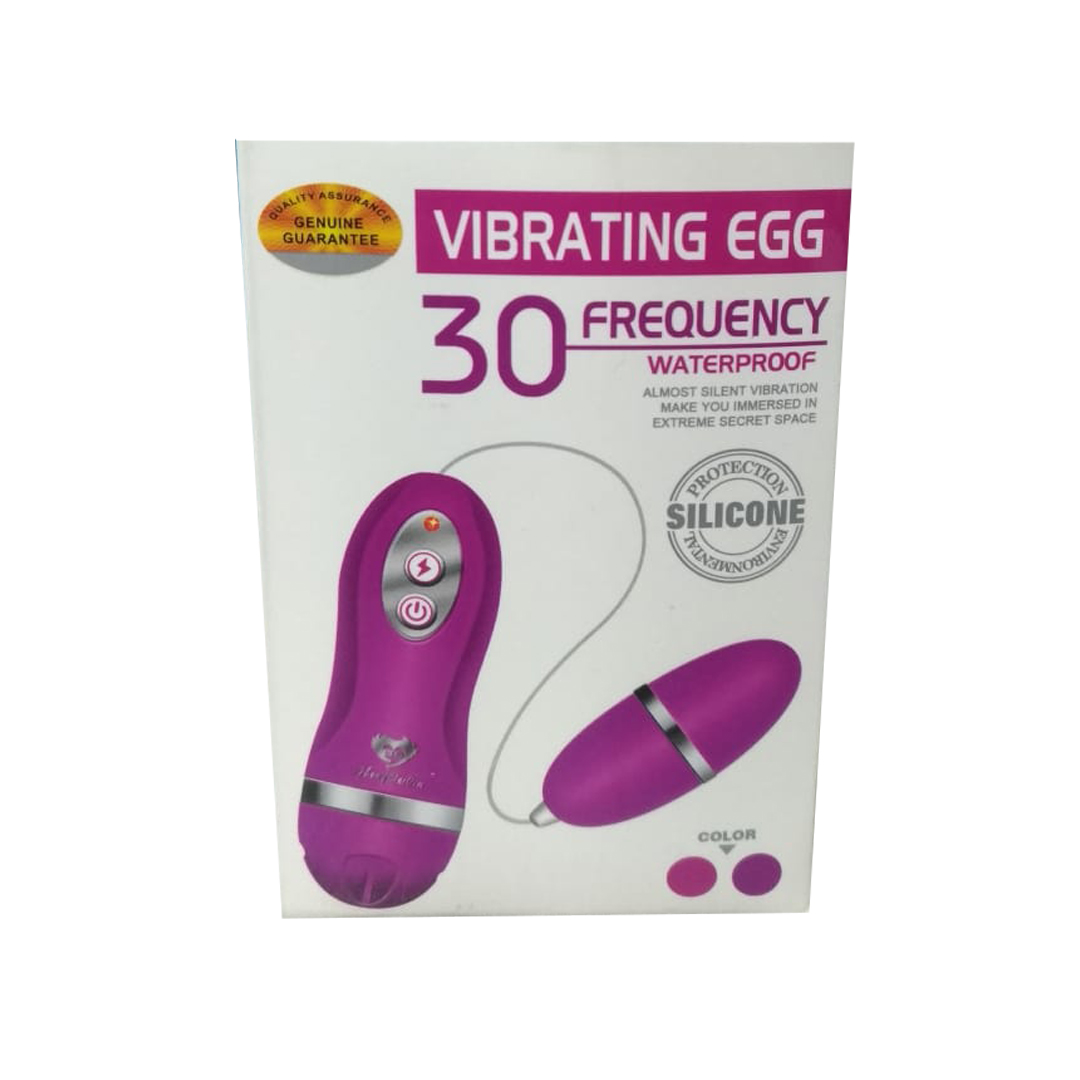 QUALITY ASSURANCE
GENUINE
GUARANTEE
VIBRATING EGG
30 FREQUENCY
WATERPROOF
ALMOST SILENT VIBRATION
MAKE YOU IMMERSED IN
EXTREME SECRET SPACE
PROTECTION
SILICONE
ENVIRONMENTAL
COLOR